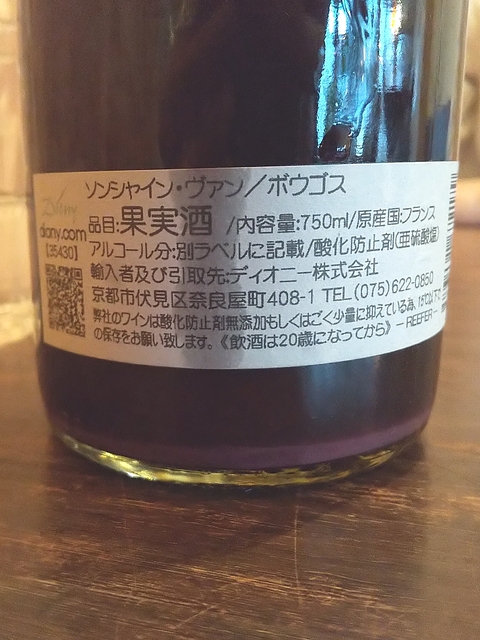 ソンシャイン・ヴァン／ボウゴス
Diony
diony.com
[35430]
品目:果実酒 /内容量:750ml/原産国:フランス
アルコール分:別ラベルに記載/酸化防止剤(亜硫酸塩)
輸入者及び引取先:ディオニー株式会社
京都市伏見区奈良屋町408-1 TEL(075)622-0850
弊社のワインは酸化防止剤無添加もしくはごく少量に抑えている為、14℃以下で
の保存をお願い致します。《飲酒は20歳になってから》 ― REEFER ―